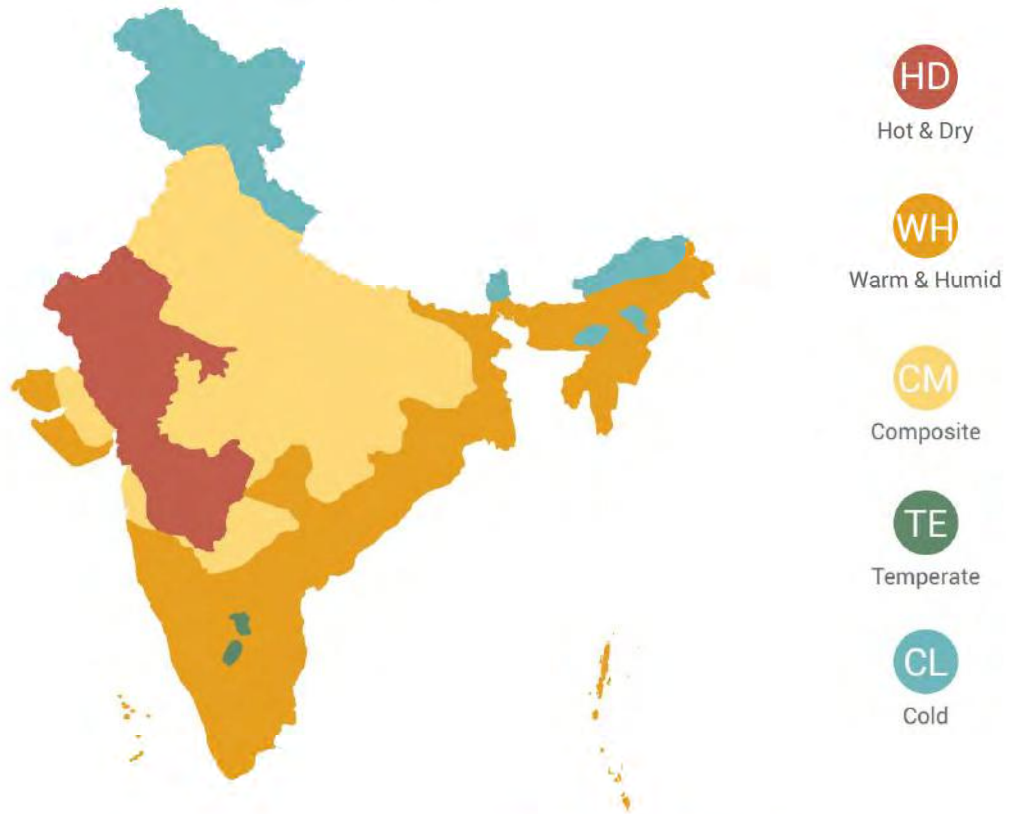 HD
Hot & Dry
WH
Warm & Humid
CM
Composite
TE
Temperate
CL
Cold